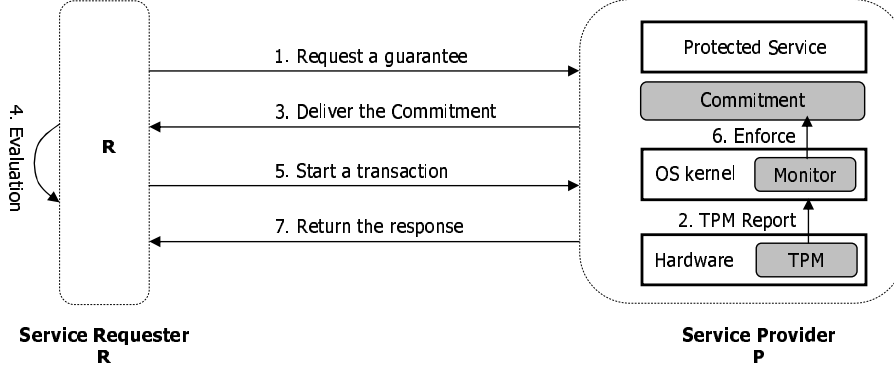 1. Request a guarantee
3. Deliver the Commitment
4. Evaluation
R
5. Start a transaction
7. Return the response
Protected Service
Commitment
6. Enforce
OS kernel
Monitor
2. TPM Report
Hardware
TPM
Service Requester
R
Service Provider
P